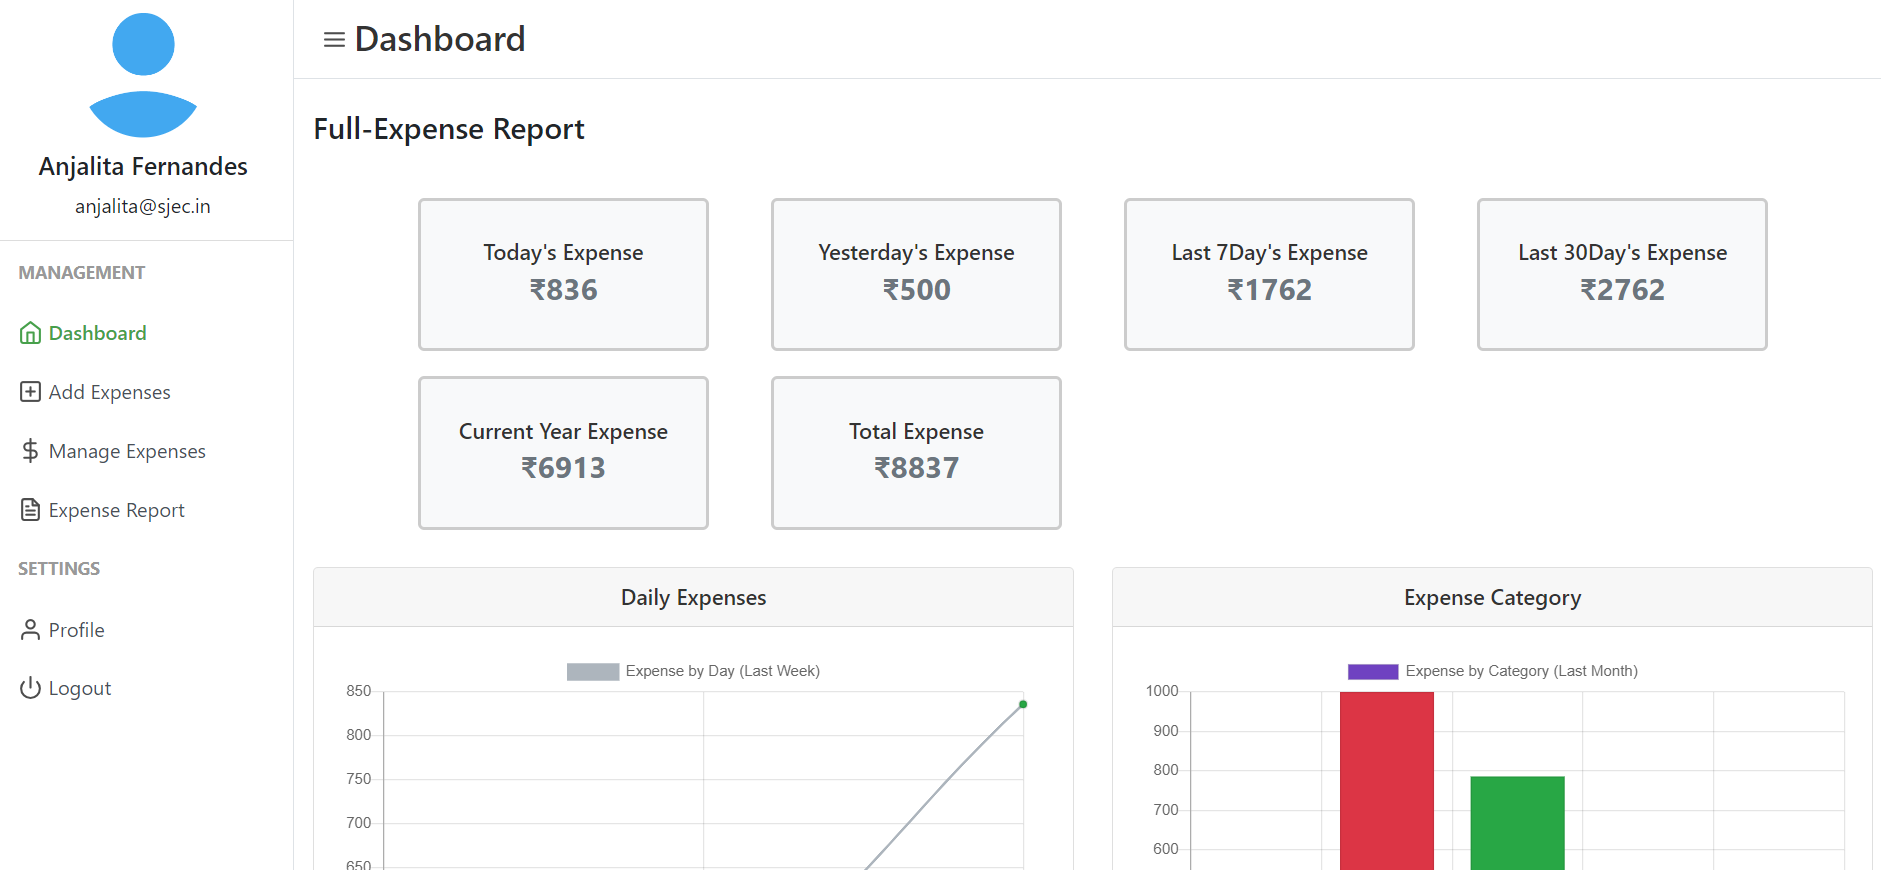 Anjalita Fernandes
anjalita@sjec.in
MANAGEMENT
Dashboard
Add Expenses
Manage Expenses
Expense Report
SETTINGS
Profile
Logout
Dashboard
Full-Expense Report
Today's Expense
₹836
Yesterday's Expense
₹500
Last 7Day's Expense
₹1762
Last 30Day's Expense
₹2762
Current Year Expense
₹6913
Total Expense
₹8837
Daily Expenses
Expense by Day (Last Week)
850
800
750
700
650
Expense Category
Expense by Category (Last Month)
1000
900
800
700
600